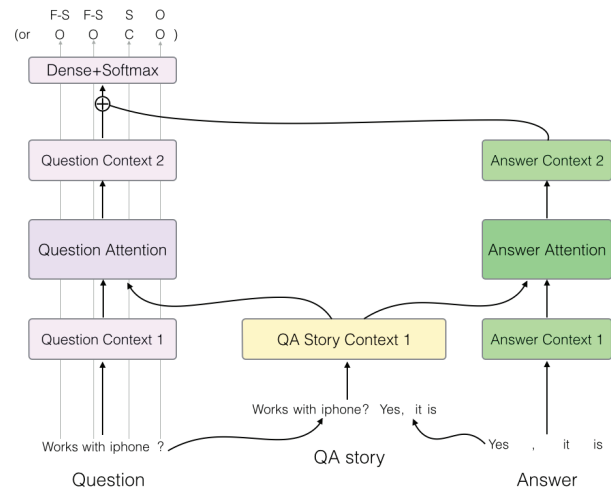 F-S F-S S O
(or O O C O )
Dense+Softmax
Question Context 2
Answer Context 2
Question Attention
Answer Attention
Question Context 1
QA Story Context 1
Answer Context 1
Works with iphone? Yes, it is
Works with iphone ?
Yes , it is
QA story
Question
Answer